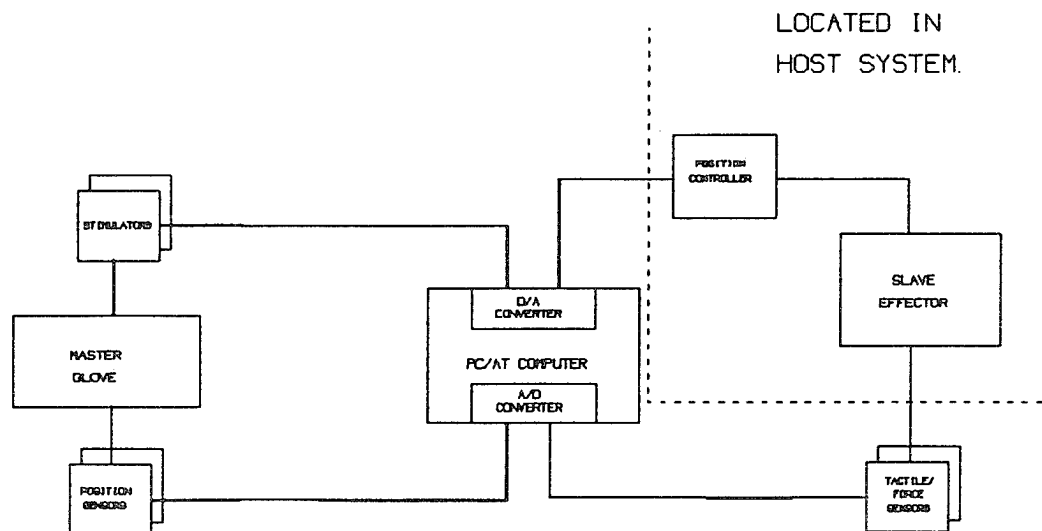 LOCATED IN
HOST SYSTEM.
POSITION
CONTROLLER
STIMULATORS
SLAVE
EFFECTOR
D/A
CONVERTER
MASTER
GLOVE
PC/AT COMPUTER
A/D
CONVERTER
POSITION
SENSORS
TACTILE/
FORCE
SENSORS